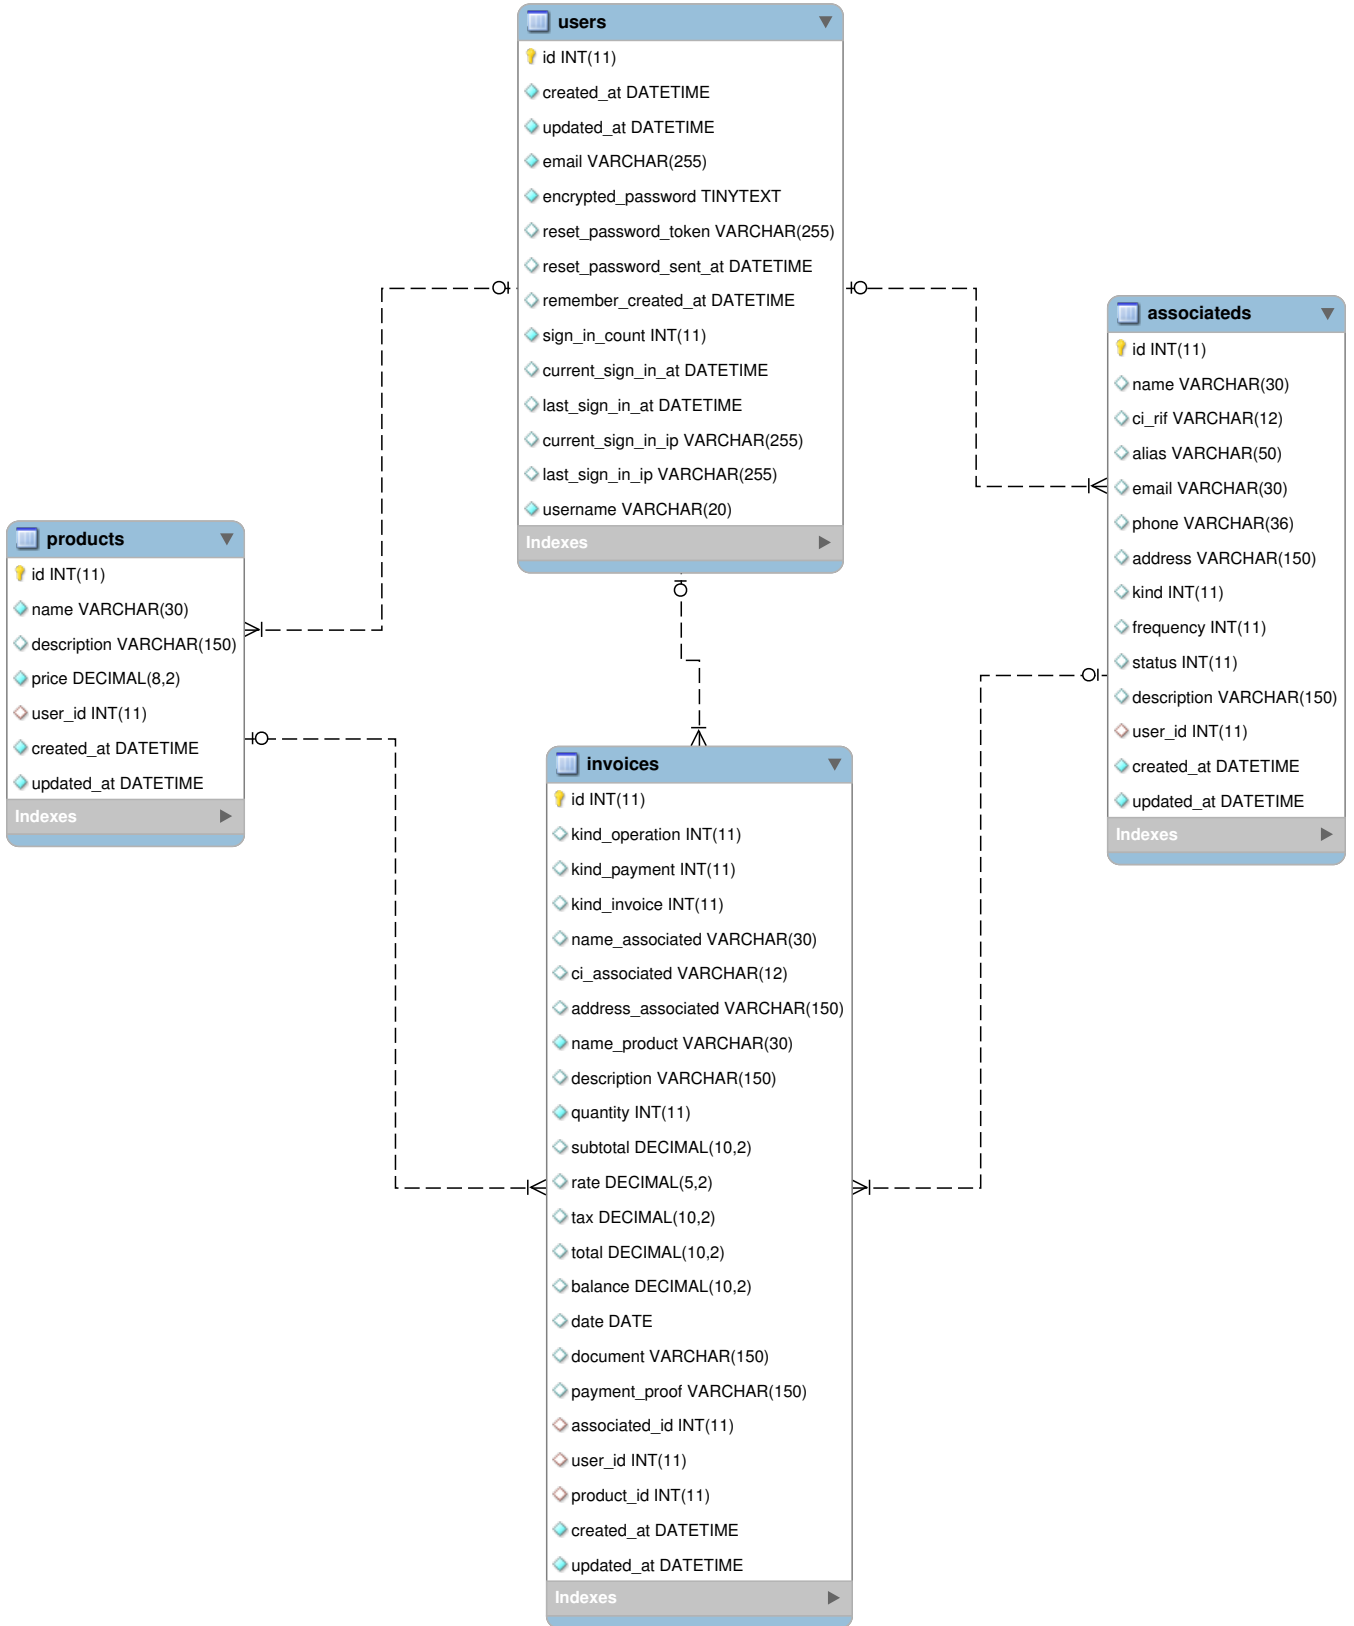 users
id INT(11)
created_at DATETIME
updated_at DATETIME
email VARCHAR(255)
encrypted_password TINYTEXT
reset_password_token VARCHAR(255)
reset_password_sent_at DATETIME
remember_created_at DATETIME
sign_in_count INT(11)
current_sign_in_at DATETIME
last_sign_in_at DATETIME
current_sign_in_ip VARCHAR(255)
last_sign_in_ip VARCHAR(255)
username VARCHAR(20)
Indexes
associateds
id INT(11)
name VARCHAR(30)
ci_rif VARCHAR(12)
alias VARCHAR(50)
email VARCHAR(30)
phone VARCHAR(36)
address VARCHAR(150)
kind INT(11)
frequency INT(11)
status INT(11)
description VARCHAR(150)
user_id INT(11)
created_at DATETIME
updated_at DATETIME
Indexes
products
id INT(11)
name VARCHAR(30)
description VARCHAR(150)
price DECIMAL(8,2)
user_id INT(11)
created_at DATETIME
updated_at DATETIME
Indexes
invoices
id INT(11)
kind_operation INT(11)
kind_payment INT(11)
kind_invoice INT(11)
name_associated VARCHAR(30)
ci_associated VARCHAR(12)
address_associated VARCHAR(150)
name_product VARCHAR(30)
description VARCHAR(150)
quantity INT(11)
subtotal DECIMAL(10,2)
rate DECIMAL(5,2)
tax DECIMAL(10,2)
total DECIMAL(10,2)
balance DECIMAL(10,2)
date DATE
document VARCHAR(150)
payment_proof VARCHAR(150)
associated_id INT(11)
user_id INT(11)
product_id INT(11)
created_at DATETIME
updated_at DATETIME
Indexes